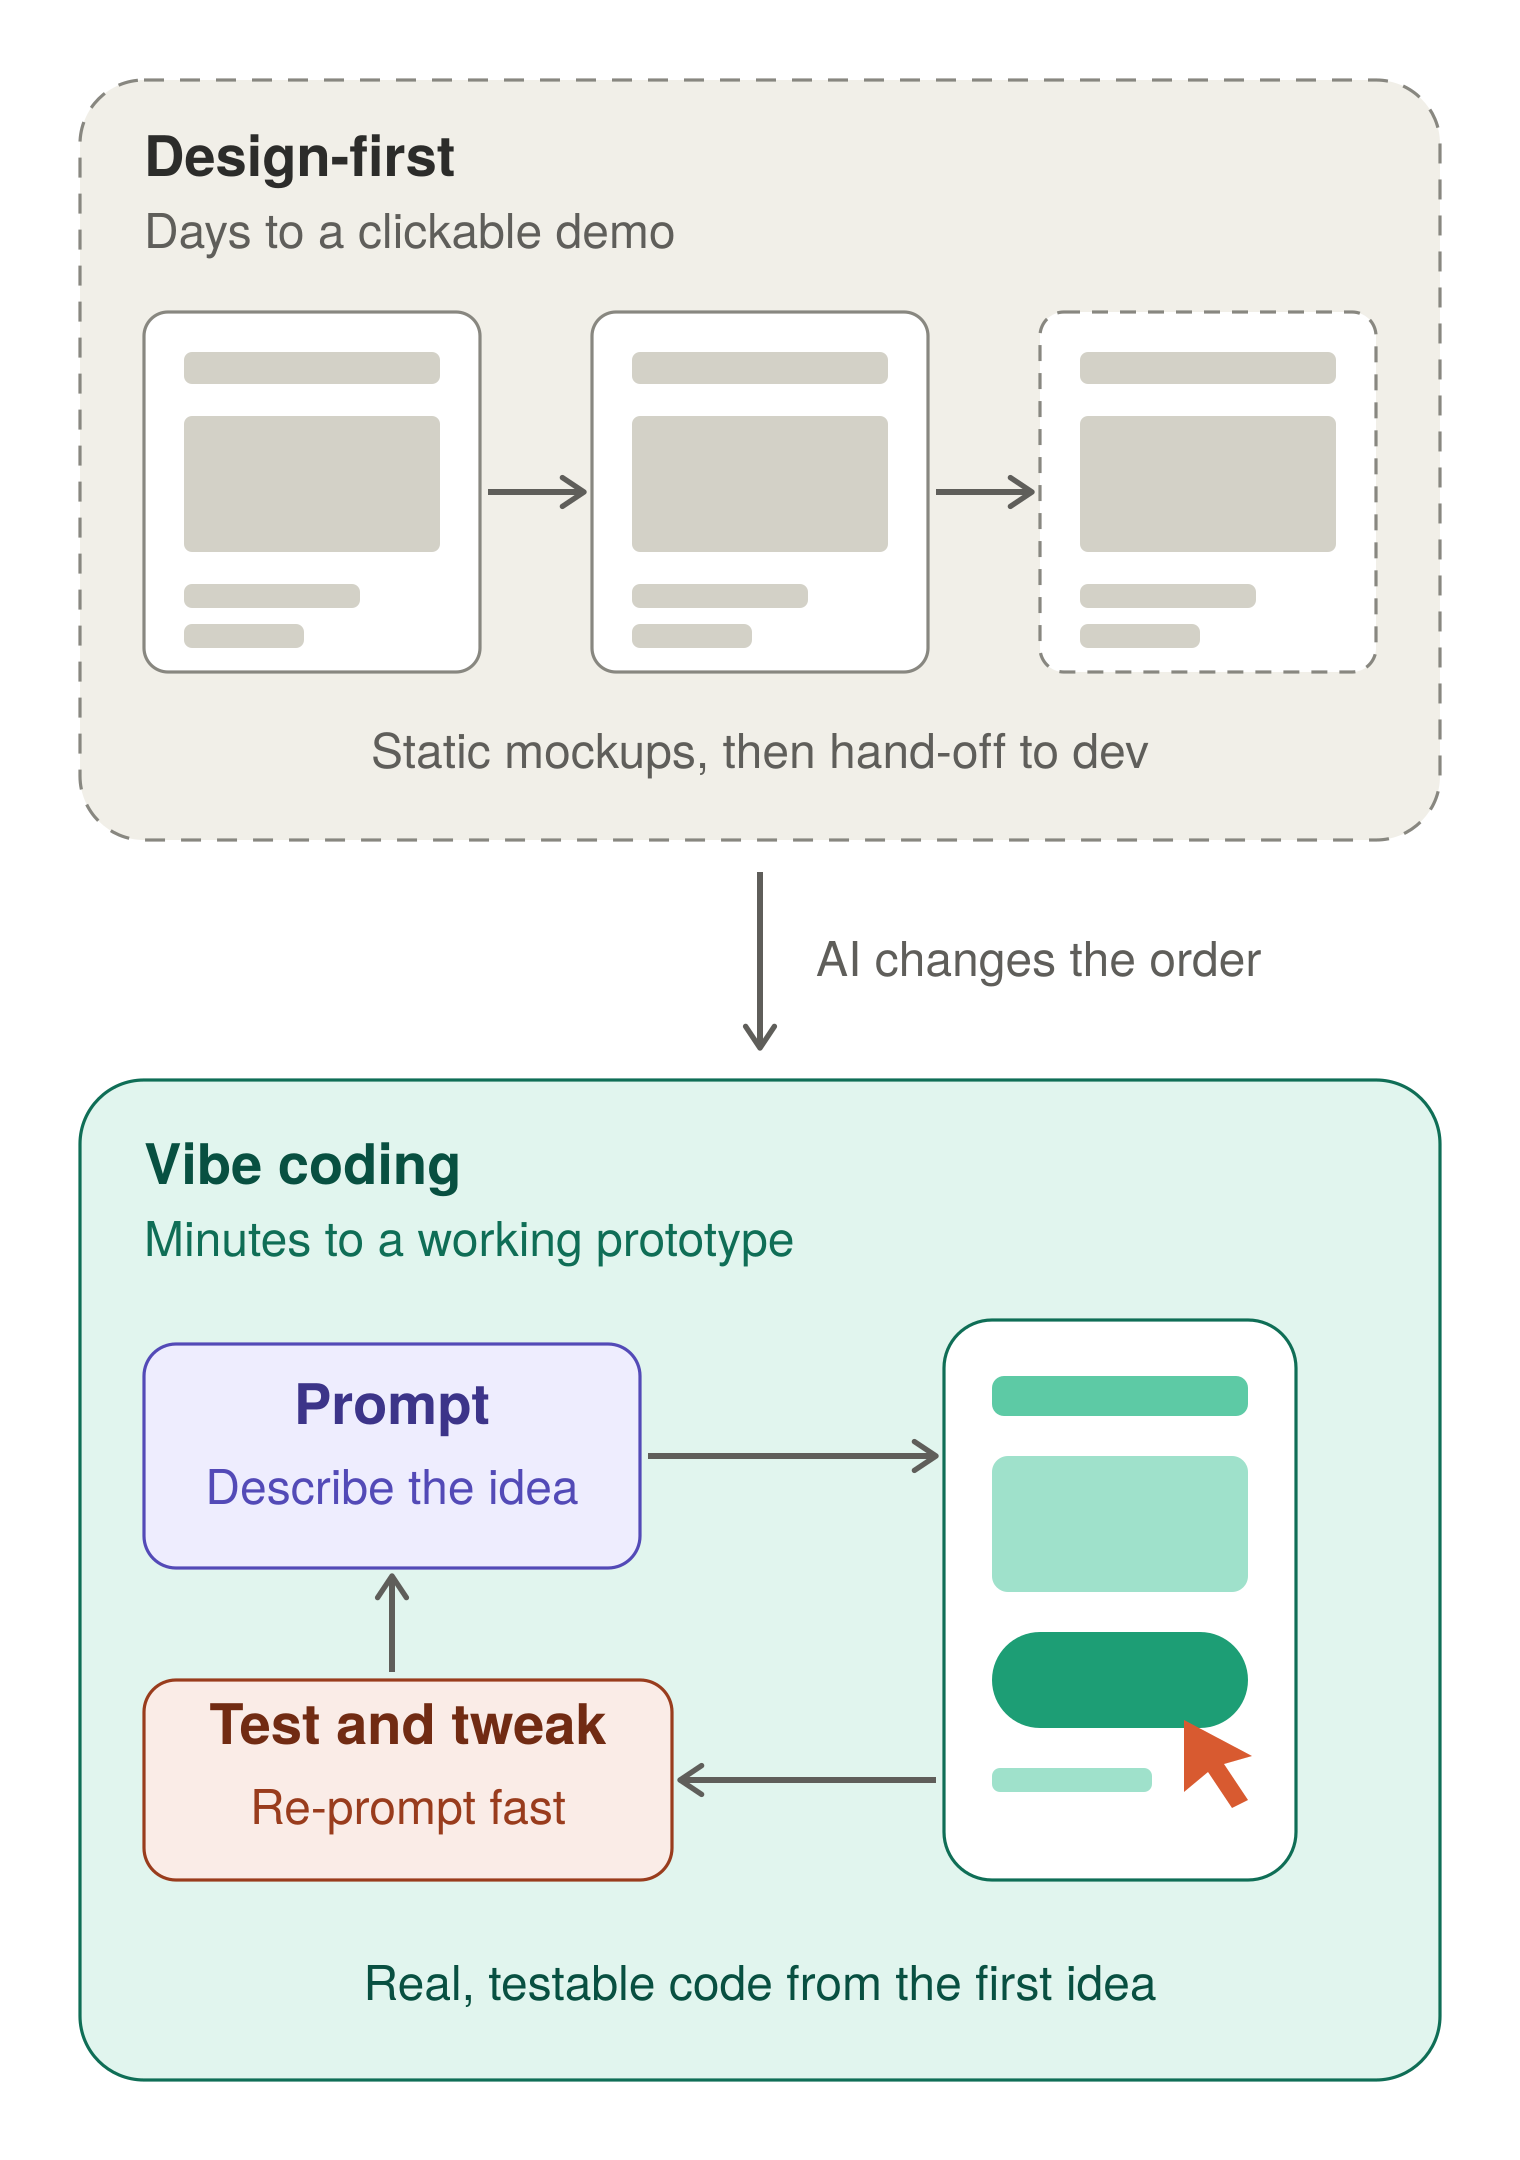 Design-first
Days to a clickable demo
Static mockups, then hand-off to dev
AI changes the order
Vibe coding
Minutes to a working prototype
Prompt
Describe the idea
Test and tweak
Re-prompt fast
Real, testable code from the first idea